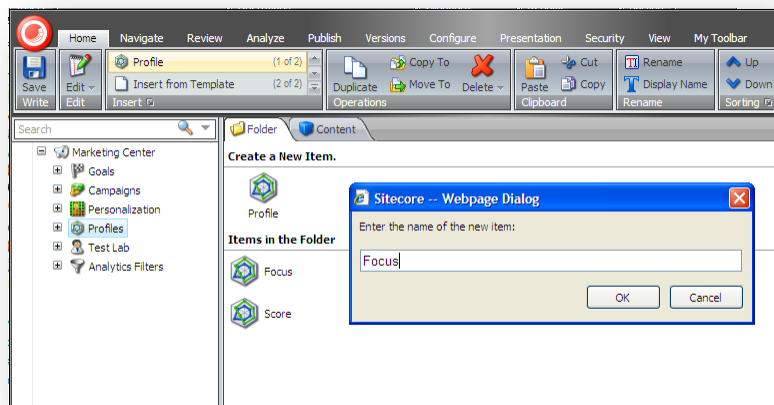 Home Navigate Review Analyze Publish Versions Configure Presentation Security View My Toolbar
Profile (1 of 2) Copy To Cut Rename Up
Insert from Template (2 of 2) Move To Copy Display Name Down
Save Edit Duplicate Delete Paste
Write Edit Insert Operations Clipboard Rename Sorting
Search
Folder Content
Marketing Center
Goals
Campaigns
Personalization
Profiles
Test Lab
Analytics Filters
Create a New Item.
Profile
Items in the Folder
Focus
Score
Sitecore -- Webpage Dialog
Enter the name of the new item:
Focus
OK Cancel